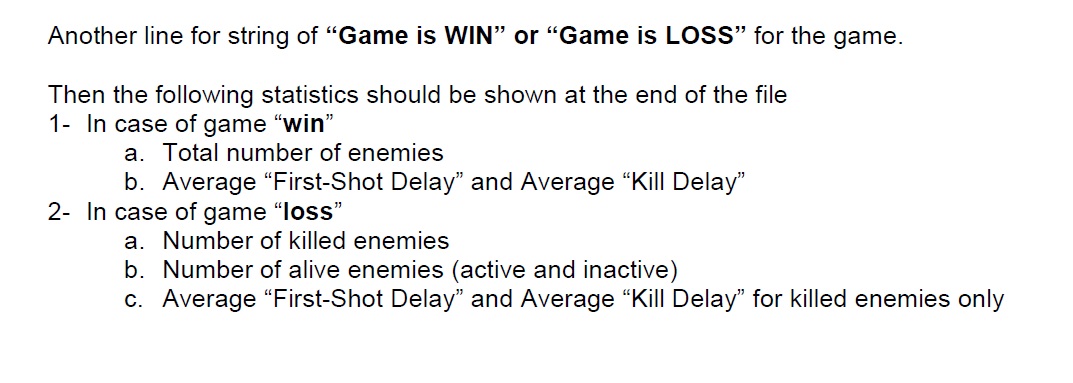 Another line for string of “Game is WIN” or “Game is LOSS” for the game.
Then the following statistics should be shown at the end of the file
1- In case of game “win”
a. Total number of enemies
b. Average “First-Shot Delay” and Average “Kill Delay”
2- In case of game “loss”
a. Number of killed enemies
b. Number of alive enemies (active and inactive)
c. Average “First-Shot Delay” and Average “Kill Delay” for killed enemies only